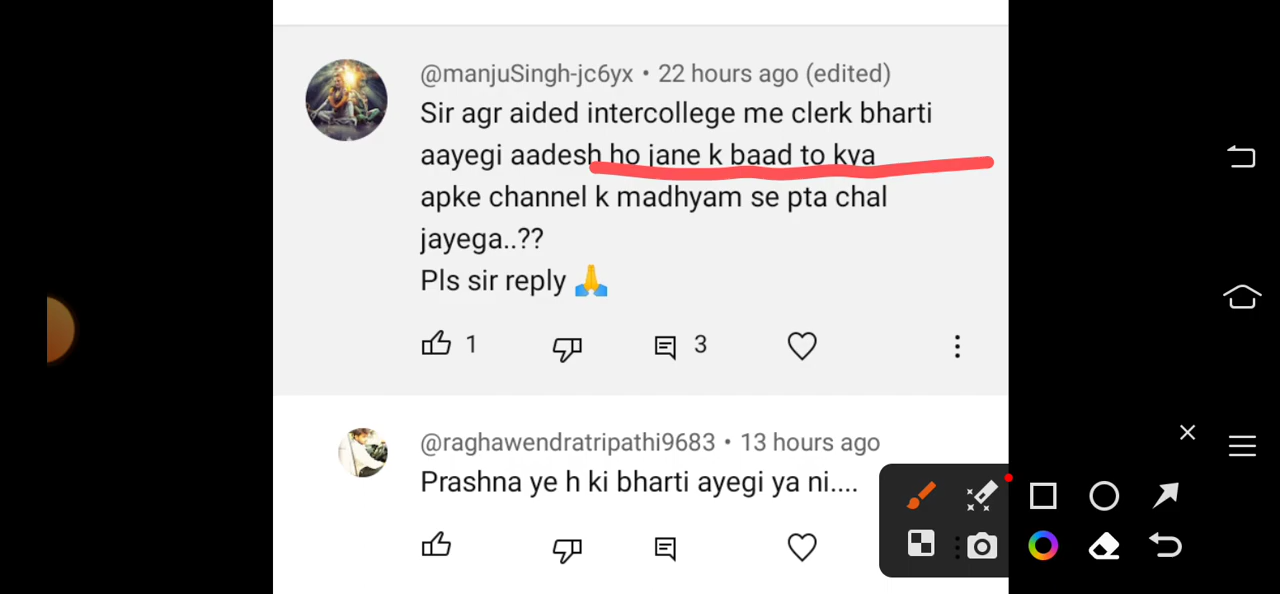 @manjuSingh-jc6yx • 22 hours ago (edited)
Sir agr aided intercollege me clerk bharti
aayegi aadesh ho jane k baad to kva
apke channel k madhyam se pta chal
jayega..??
Pls sir reply 🙏
1
3
@raghawendratripathi9683 • 13 hours ago
Prashna ye h ki bharti ayegi ya ni....